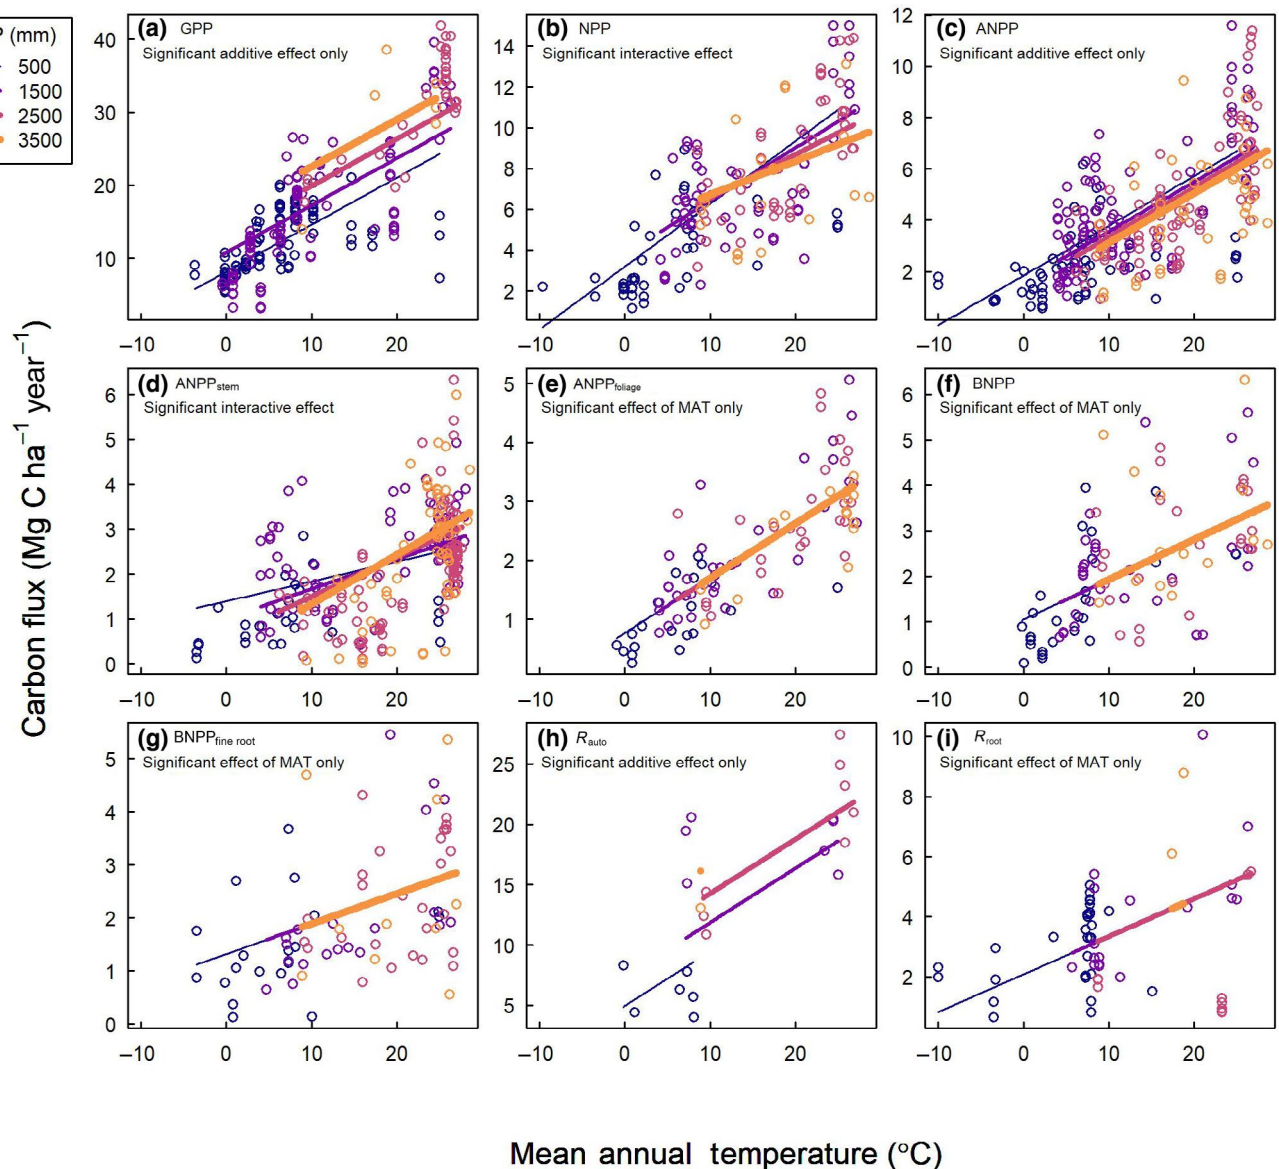 P (mm)
500
1500
2500
3500
(a) GPP
Significant additive effect only
40
30
20
10
−10 0 10 20
(b) NPP
Significant interactive effect
14
12
10
8
6
4
2
−10 0 10 20
(c) ANPP
Significant additive effect only
12
10
8
6
4
2
−10 0 10 20
(d) ANPPstem
Significant interactive effect
6
5
4
3
2
1
0
−10 0 10 20
(e) ANPPfoliage
Significant effect of MAT only
5
4
3
2
1
−10 0 10 20
(f) BNPP
Significant effect of MAT only
6
5
4
3
2
1
0
−10 0 10 20
(g) BNPPfine root
Significant effect of MAT only
5
4
3
2
1
0
−10 0 10 20
(h) Rauto
Significant additive effect only
25
20
15
10
5
−10 0 10 20
(i) Rroot
Significant effect of MAT only
10
8
6
4
2
−10 0 10 20
Carbon flux (Mg C ha⁻¹ year⁻¹)
Mean annual temperature (°C)